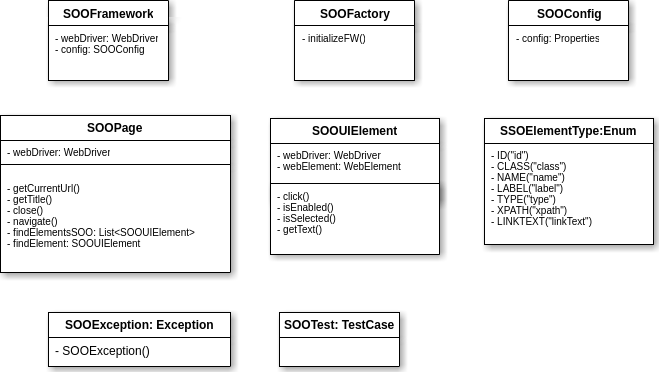 SOOFramework
- webDriver: WebDriver
- config: SOOConfig
SOOFactory
- initializeFW()
SOOConfig
- config: Properties
SOOPage
- webDriver: WebDriver
- getCurrentUrl()
- getTitle()
- close()
- navigate()
- findElementsSOO: List<SOOUIElement>
- findElement: SOOUIElement
SOOUIElement
- webDriver: WebDriver
- webElement: WebElement
- click()
- isEnabled()
- isSelected()
- getText()
SSOElementType:Enum
- ID("id")
- CLASS("class")
- NAME("name")
- LABEL("label")
- TYPE("type")
- XPATH("xpath")
- LINKTEXT("linkText")
SOOException: Exception
- SOOException()
SOOTest: TestCase